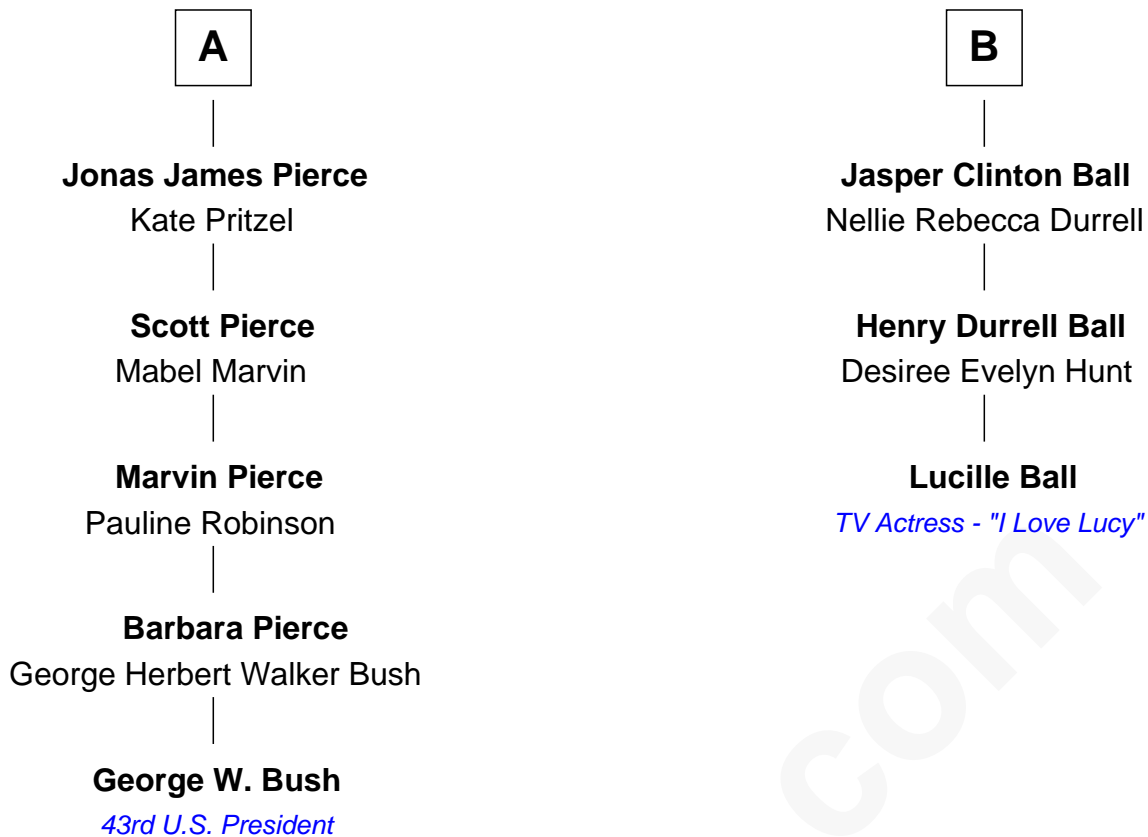 A
Jonas James Pierce
Kate Pritzel
Scott Pierce
Mabel Marvin
Marvin Pierce
Pauline Robinson
Barbara Pierce
George Herbert Walker Bush
George W. Bush
43rd U.S. President
B
Jasper Clinton Ball
Nellie Rebecca Durrell
Henry Durrell Ball
Desiree Evelyn Hunt
Lucille Ball
TV Actress - "I Love Lucy"
com